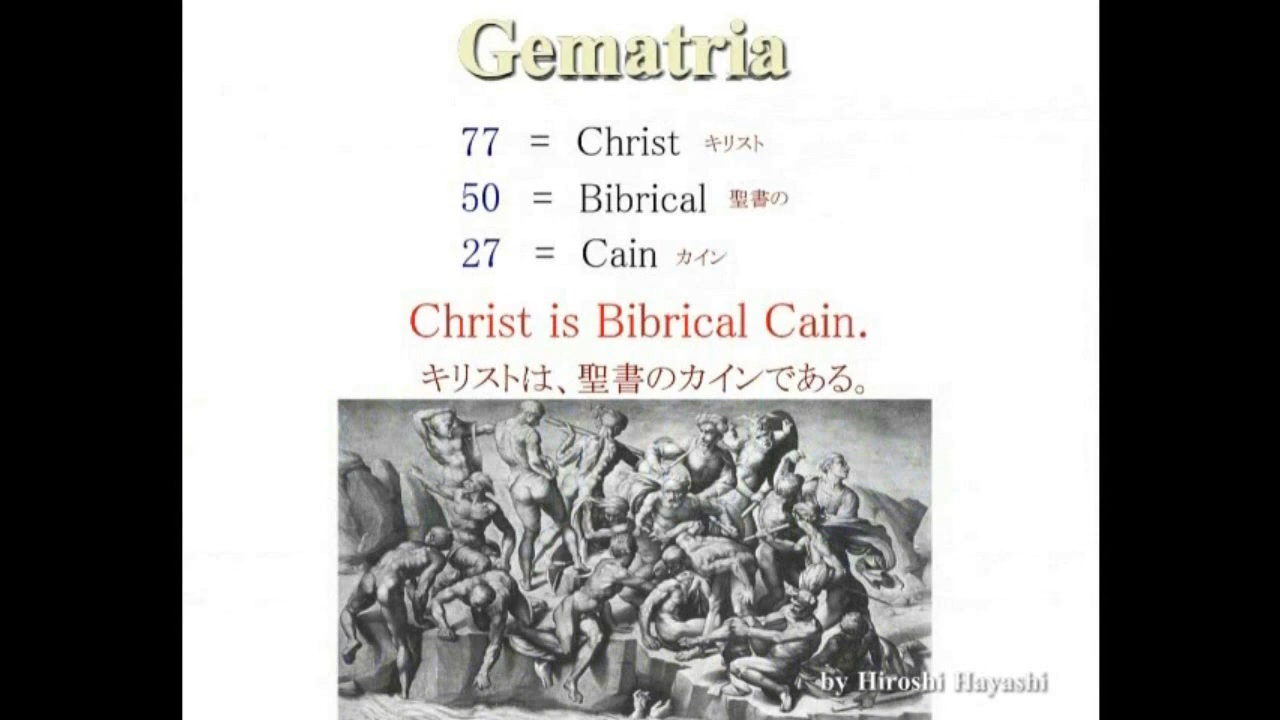 Gematria
77 = Christ キリスト
50 = Bibrical 聖書の
27 = Cain カイン
Christ is Bibrical Cain.
キリストは、聖書のカインである。
by Hiroshi Hayashi